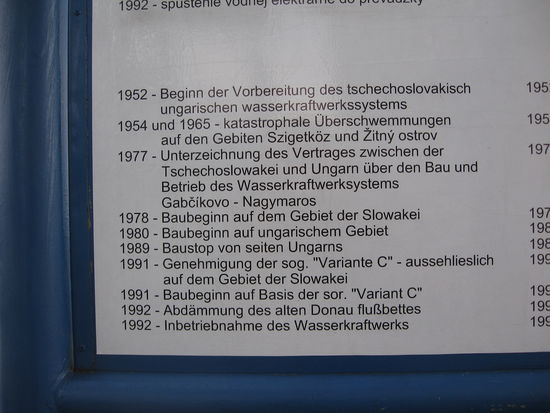 1992 - spustenie vodnej elektrárne do prevádzky
1952 - Beginn der Vorbereitung des tschechoslovakisch
ungarischen wasserkraftwerkssystems
1954 und 1965 - katastrophale Überschwemmungen
auf den Gebiten Szigetköz und Žitný ostrov
1977 - Unterzeichnung des Vertrages zwischen der
Tschechoslowakei und Ungarn über den Bau und
Betrieb des Wasserkraftwerksystems
Gabčíkovo - Nagymaros
1978 - Baubeginn auf dem Gebiet der Slowakei
1980 - Baubeginn auf ungarischem Gebiet
1989 - Baustop von seiten Ungarns
1991 - Genehmigung der sog. "Variante C" - aussehlieslich
auf dem Gebiet der Slowakei
1991 - Baubeginn auf Basis der sor. "Variant C"
1992 - Abdämmung des alten Donau flußbettes
1992 - Inbetriebnahme des Wasserkraftwerks